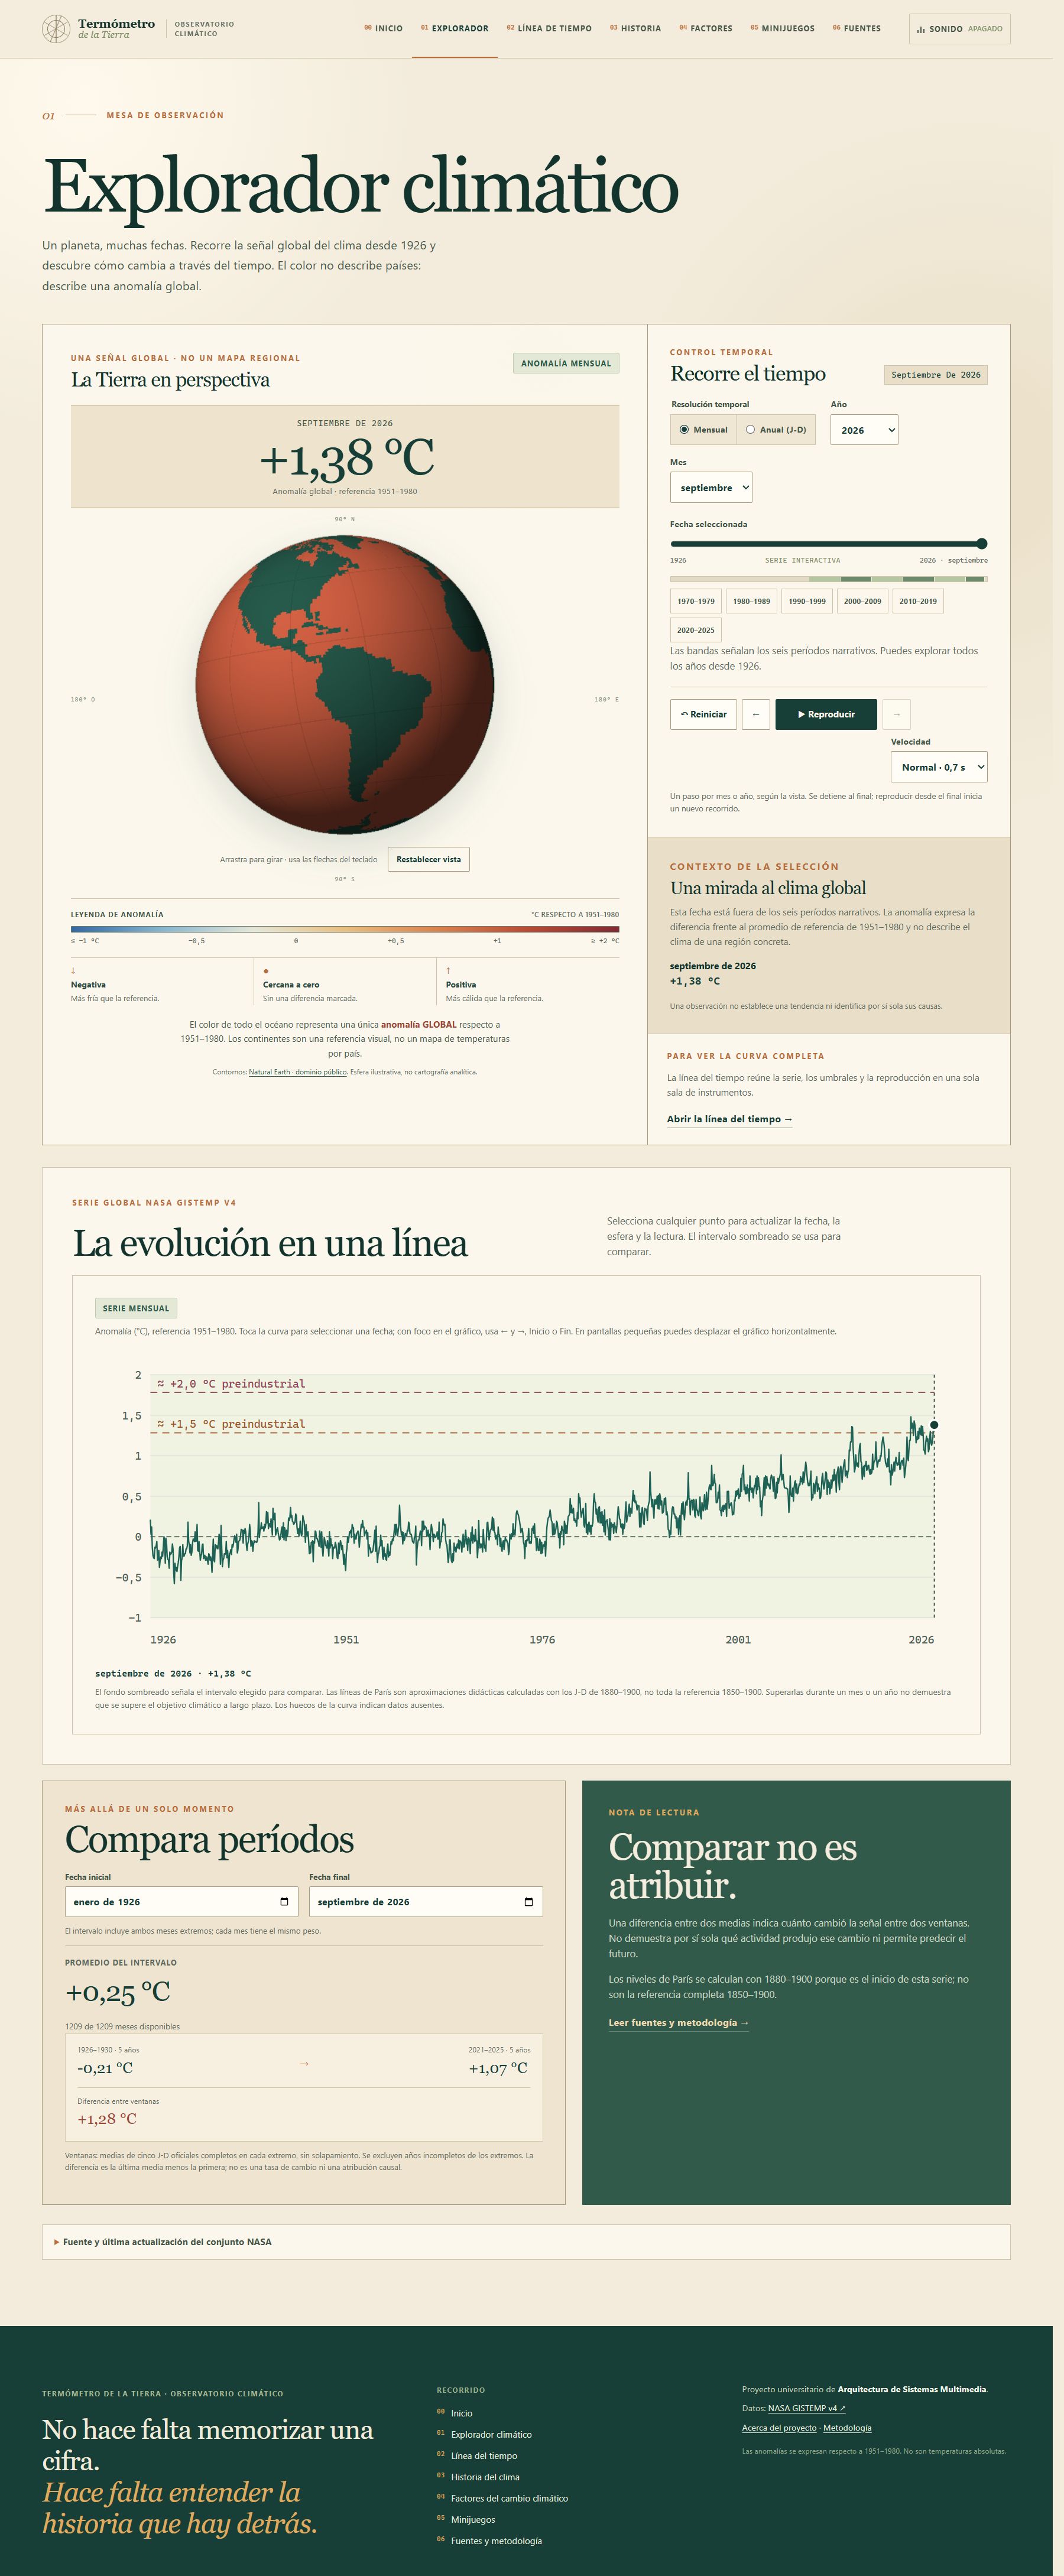 Termómetro
de la Tierra
OBSERVATORIO
CLIMÁTICO
00 INICIO
01 EXPLORADOR
02 LÍNEA DE TIEMPO
03 HISTORIA
04 FACTORES
05 MINIJUEGOS
06 FUENTES
SONIDO APAGADO
01
MESA DE OBSERVACIÓN
Explorador climático
Un planeta, muchas fechas. Recorre la señal global del clima desde 1926 y
descubre cómo cambia a través del tiempo. El color no describe países:
describe una anomalía global.
UNA SEÑAL GLOBAL · NO UN MAPA REGIONAL
La Tierra en perspectiva
ANOMALÍA MENSUAL
SEPTIEMBRE DE 2026
+1,38 °C
Anomalía global · referencia 1951–1980
90° N
180° O
180° E
Arrastra para girar · usa las flechas del teclado
Restablecer vista
90° S
LEYENDA DE ANOMALÍA
°C RESPECTO A 1951–1980
≤ −1 °C
−0,5
0
+0,5
+1
≥ +2 °C
↓
Negativa
Más fría que la referencia.
●
Cercana a cero
Sin una diferencia marcada.
↑
Positiva
Más cálida que la referencia.
El color de todo el océano representa una única anomalía GLOBAL respecto a
1951–1980. Los continentes son una referencia visual, no un mapa de temperaturas
por país.
Contornos: Natural Earth · dominio público. Esfera ilustrativa, no cartografía analítica.
CONTROL TEMPORAL
Recorre el tiempo
Septiembre De 2026
Resolución temporal
Mensual
Anual (J-D)
Año
2026
Mes
septiembre
Fecha seleccionada
1926
SERIE INTERACTIVA
2026 · septiembre
1970–1979
1980–1989
1990–1999
2000–2009
2010–2019
2020–2025
Las bandas señalan los seis períodos narrativos. Puedes explorar todos
los años desde 1926.
↶ Reiniciar
←
▶ Reproducir
→
Velocidad
Normal · 0,7 s
Un paso por mes o año, según la vista. Se detiene al final; reproducir desde el final inicia
un nuevo recorrido.
CONTEXTO DE LA SELECCIÓN
Una mirada al clima global
Esta fecha está fuera de los seis períodos narrativos. La anomalía expresa la
diferencia frente al promedio de referencia de 1951–1980 y no describe el
clima de una región concreta.
septiembre de 2026
+1,38 °C
Una observación no establece una tendencia ni identifica por sí sola sus causas.
PARA VER LA CURVA COMPLETA
La línea del tiempo reúne la serie, los umbrales y la reproducción en una sola
sala de instrumentos.
Abrir la línea del tiempo →
SERIE GLOBAL NASA GISTEMP V4
La evolución en una línea
Selecciona cualquier punto para actualizar la fecha, la
esfera y la lectura. El intervalo sombreado se usa para
comparar.
SERIE MENSUAL
Anomalía (°C), referencia 1951–1980. Toca la curva para seleccionar una fecha; con foco en el gráfico, usa ← y →, Inicio o Fin. En pantallas pequeñas puedes desplazar el gráfico horizontalmente.
2
≈ +2,0 °C preindustrial
1,5
≈ +1,5 °C preindustrial
1
0,5
0
−0,5
−1
1926
1951
1976
2001
2026
septiembre de 2026 · +1,38 °C
El fondo sombreado señala el intervalo elegido para comparar. Las líneas de París son aproximaciones didácticas calculadas con los J-D de 1880–1900, no toda la referencia 1850–1900. Superarlas durante un mes o un año no demuestra
que se supere el objetivo climático a largo plazo. Los huecos de la curva indican datos ausentes.
MÁS ALLÁ DE UN SOLO MOMENTO
Compara períodos
Fecha inicial
enero de 1926
Fecha final
septiembre de 2026
El intervalo incluye ambos meses extremos; cada mes tiene el mismo peso.
PROMEDIO DEL INTERVALO
+0,25 °C
1209 de 1209 meses disponibles
1926–1930 · 5 años
-0,21 °C
→
2021–2025 · 5 años
+1,07 °C
Diferencia entre ventanas
+1,28 °C
Ventanas: medias de cinco J-D oficiales completos en cada extremo, sin solapamiento. Se excluyen años incompletos de los extremos. La
diferencia es la última media menos la primera; no es una tasa de cambio ni una atribución causal.
NOTA DE LECTURA
Comparar no es
atribuir.
Una diferencia entre dos medias indica cuánto cambió la señal entre dos ventanas.
No demuestra por sí sola qué actividad produjo ese cambio ni permite predecir el
futuro.
Los niveles de París se calculan con 1880–1900 porque es el inicio de esta serie; no
son la referencia completa 1850–1900.
Leer fuentes y metodología →
▶ Fuente y última actualización del conjunto NASA
TERMÓMETRO DE LA TIERRA · OBSERVATORIO CLIMÁTICO
No hace falta memorizar una
cifra.
Hace falta entender la
historia que hay detrás.
RECORRIDO
00 Inicio
01 Explorador climático
02 Línea del tiempo
03 Historia del clima
04 Factores del cambio climático
05 Minijuegos
06 Fuentes y metodología
Proyecto universitario de Arquitectura de Sistemas Multimedia.
Datos: NASA GISTEMP v4 ↗
Acerca del proyecto · Metodología
Las anomalías se expresan respecto a 1951–1980. No son temperaturas absolutas.